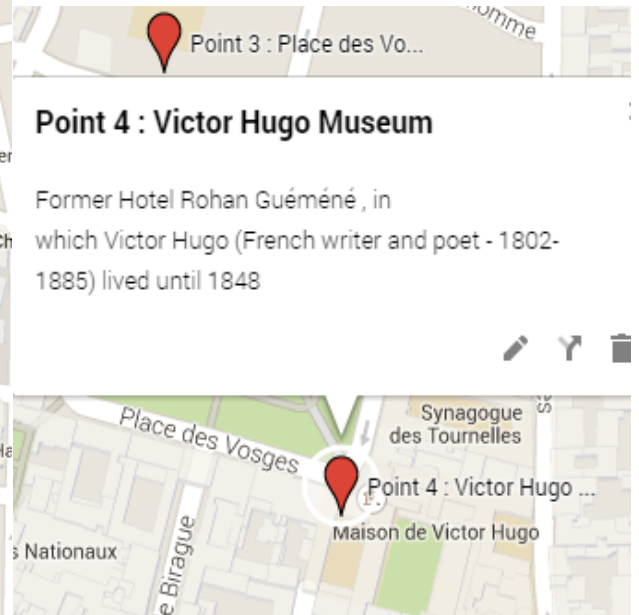 omme
Point 3 : Place des Vo...
Point 4 : Victor Hugo Museum
er
Former Hotel Rohan Guéméné , in
which Victor Hugo (French writer and poet - 1802-
1885) lived until 1848
Place des Vosges
Synagogue
des Tournelles
Point 4 : Victor Hugo ...
Maison de Victor Hugo
s Nationaux
e Birague